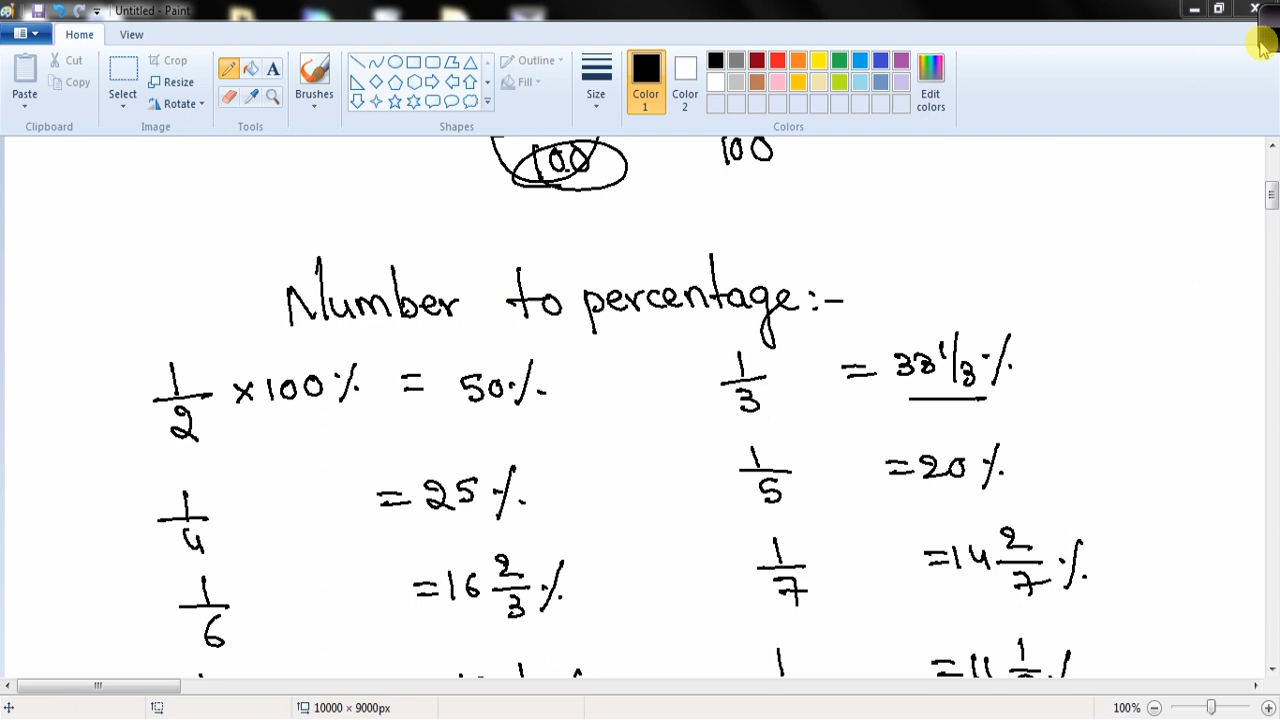 Untitled - Paint
Home View
Paste Cut Copy
Clipboard
Select Crop Resize Rotate
Image
Tools
Brushes
Outline Fill
Shapes
Size
Color 1 Color 2
Edit colors
Colors
100 100
Number to percentage:-
1/2 ×100% = 50% 1/3 = 33 1/3%
1/4 = 25% 1/5 = 20%
1/6 = 16 2/3% 1/7 = 14 2/7%
10000 × 9000px 100%